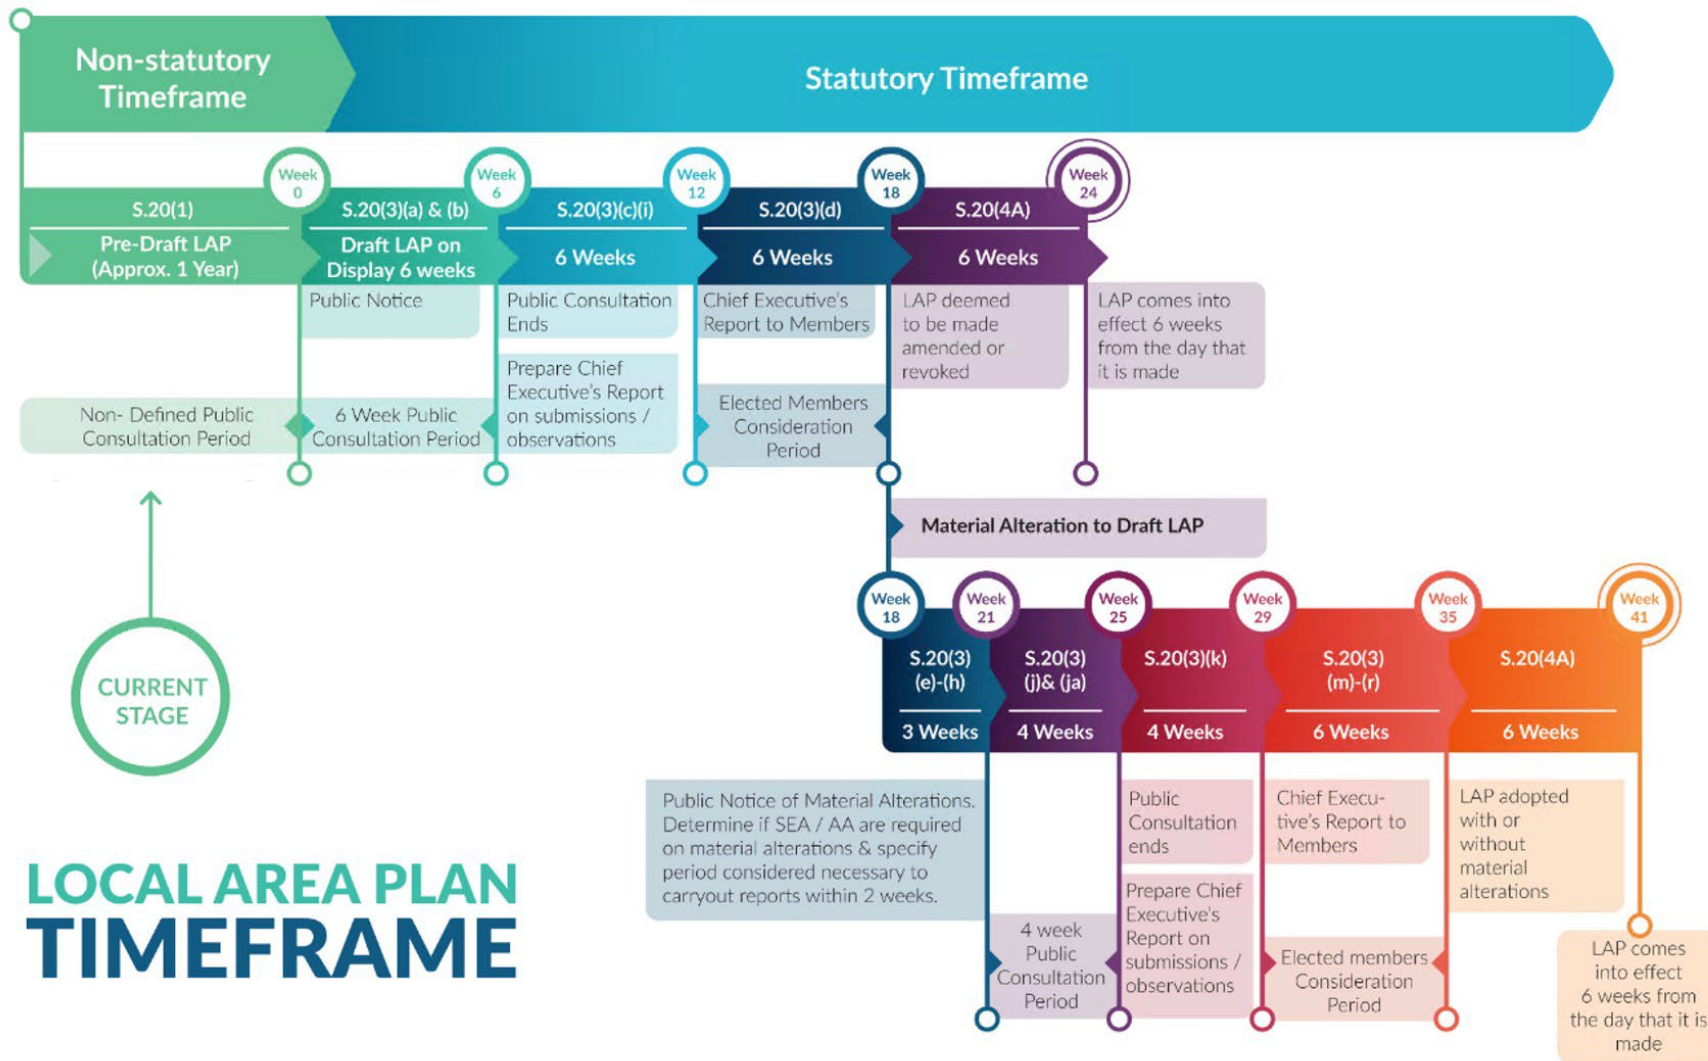 Non-statutory
Timeframe
Statutory Timeframe
Week
0
Week
6
Week
12
Week
18
Week
24
S.20(1)
Pre-Draft LAP
(Approx. 1 Year)
S.20(3)(a) & (b)
Draft LAP on
Display 6 weeks
S.20(3)(c)(i)
6 Weeks
S.20(3)(d)
6 Weeks
S.20(4A)
6 Weeks
Public Notice
Public Consultation
Ends
Chief Executive's
Report to Members
LAP deemed
to be made
amended or
revoked
LAP comes into
effect 6 weeks
from the day that
it is made
Non- Defined Public
Consultation Period
6 Week Public
Consultation Period
Prepare Chief
Executive's Report
on submissions /
observations
Elected Members
Consideration
Period
Material Alteration to Draft LAP
CURRENT
STAGE
Week
18
Week
21
Week
25
Week
29
Week
35
Week
41
S.20(3)
(e)-(h)
3 Weeks
S.20(3)
(j)& (ja)
4 Weeks
S.20(3)(k)
4 Weeks
S.20(3)
(m)-(r)
6 Weeks
S.20(4A)
6 Weeks
Public Notice of Material Alterations.
Determine if SEA / AA are required
on material alterations & specify
period considered necessary to
carryout reports within 2 weeks.
4 week
Public
Consultation
Period
Public
Consultation
ends
Prepare Chief
Executive's
Report on
submissions /
observations
Chief Execu-
tive's Report to
Members
Elected members
Consideration
Period
LAP adopted
with or
without
material
alterations
LAP comes
into effect
6 weeks from
the day that it is
made
LOCAL AREA PLAN
TIMEFRAME